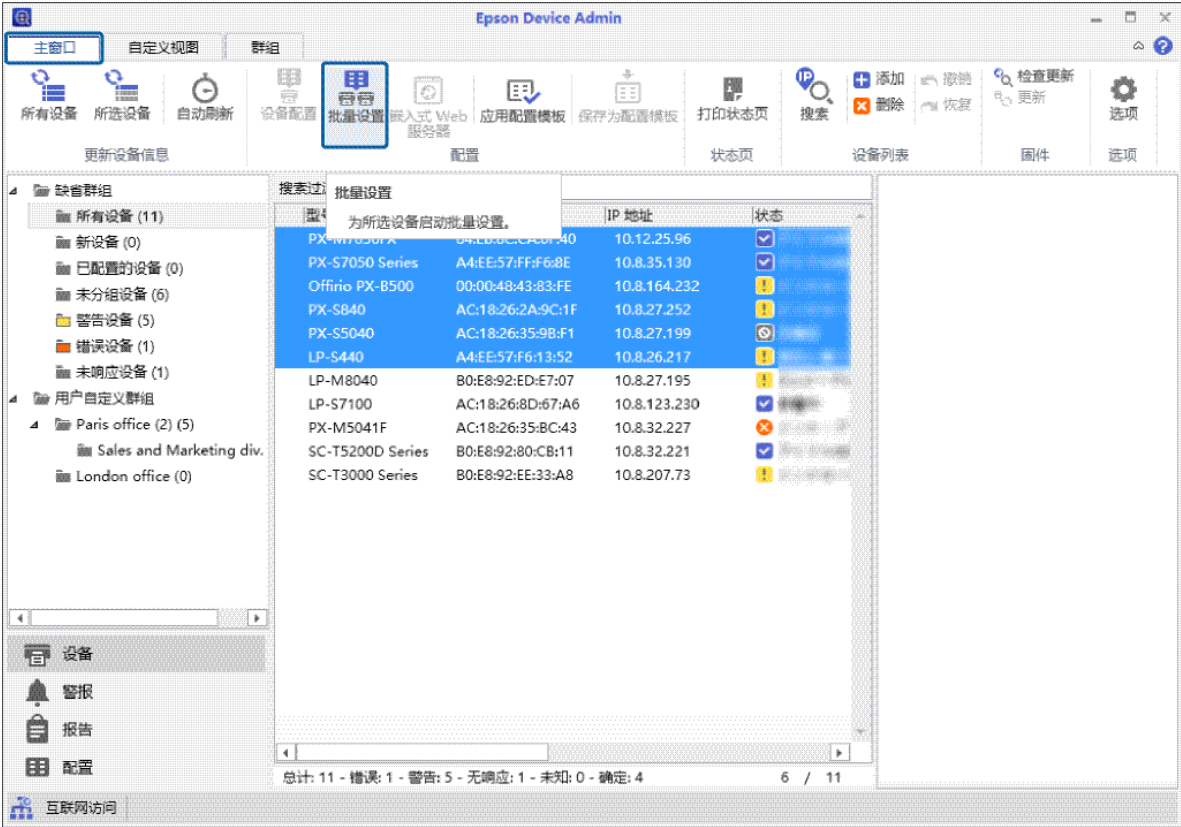 Epson Device Admin
主窗口 自定义视图 群组
所有设备 所选设备 自动刷新 设备配置 批量设置 嵌入式 Web 服务器 应用配置模板 保存为配置模板 打印状态页 搜索 添加 删除 撤销 恢复 检查更新 更新 选项
更新设备信息 配置 状态页 设备列表 固件 选项
缺省群组
所有设备 (11)
新设备 (0)
已配置的设备 (0)
未分组设备 (6)
警告设备 (5)
错误设备 (1)
未响应设备 (1)
用户自定义群组
Paris office (2) (5)
Sales and Marketing div.
London office (0)
设备
警报
报告
配置
搜索过
批量设置
为所选设备启动批量设置。
型 IP 地址 状态
10.12.25.96
PX-S7050 Series A4:EE:57:FF:F6:8E 10.8.35.130
Offirio PX-B500 00:00:48:43:83:FE 10.8.164.232
PX-S840 AC:18:26:2A:9C:1F 10.8.27.252
PX-S5040 AC:18:26:35:9B:F1 10.8.27.199
LP-S440 A4:EE:57:F6:13:52 10.8.26.217
LP-M8040 B0:E8:92:ED:E7:07 10.8.27.195
LP-S7100 AC:18:26:8D:67:A6 10.8.123.230
PX-M5041F AC:18:26:35:BC:43 10.8.32.227
SC-T5200D Series B0:E8:92:80:CB:11 10.8.32.221
SC-T3000 Series B0:E8:92:EE:33:A8 10.8.207.73
总计: 11 - 错误: 1 - 警告: 5 - 无响应: 1 - 未知: 0 - 确定: 4 6 / 11
互联网访问